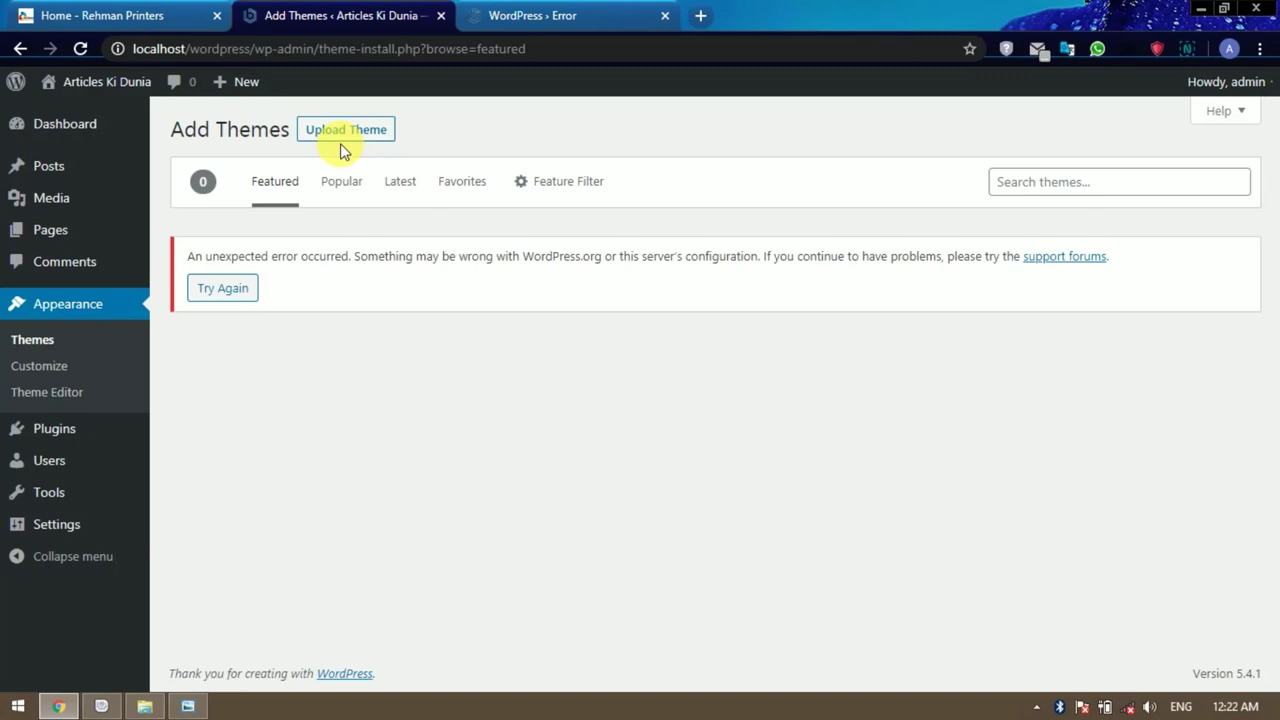 Home - Rehman Printers
Add Themes ‹ Articles Ki Dunia —
WordPress › Error
localhost/wordpress/wp-admin/theme-install.php?browse=featured
A
Articles Ki Dunia
0
New
Howdy, admin
Help
Dashboard
Posts
Media
Pages
Comments
Appearance
Themes
Customize
Theme Editor
Plugins
Users
Tools
Settings
Collapse menu
Add Themes
Upload Theme
0
Featured
Popular
Latest
Favorites
Feature Filter
Search themes...
An unexpected error occurred. Something may be wrong with WordPress.org or this server's configuration. If you continue to have problems, please try the support forums.
Try Again
Thank you for creating with WordPress.
Version 5.4.1
ENG
12:22 AM